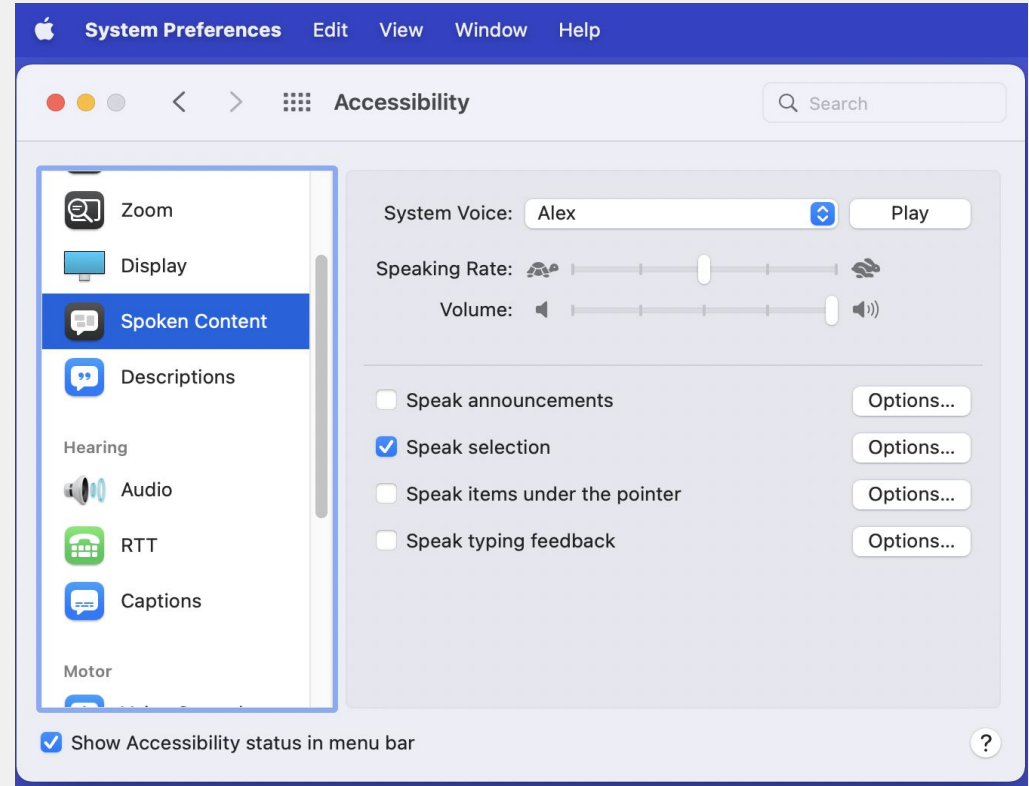 System Preferences Edit View Window Help
Accessibility
Search
Zoom
Display
Spoken Content
Descriptions
Hearing
Audio
RTT
Captions
Motor
System Voice: Alex Play
Speaking Rate:
Volume:
Speak announcements Options...
Speak selection Options...
Speak items under the pointer Options...
Speak typing feedback Options...
Show Accessibility status in menu bar
?